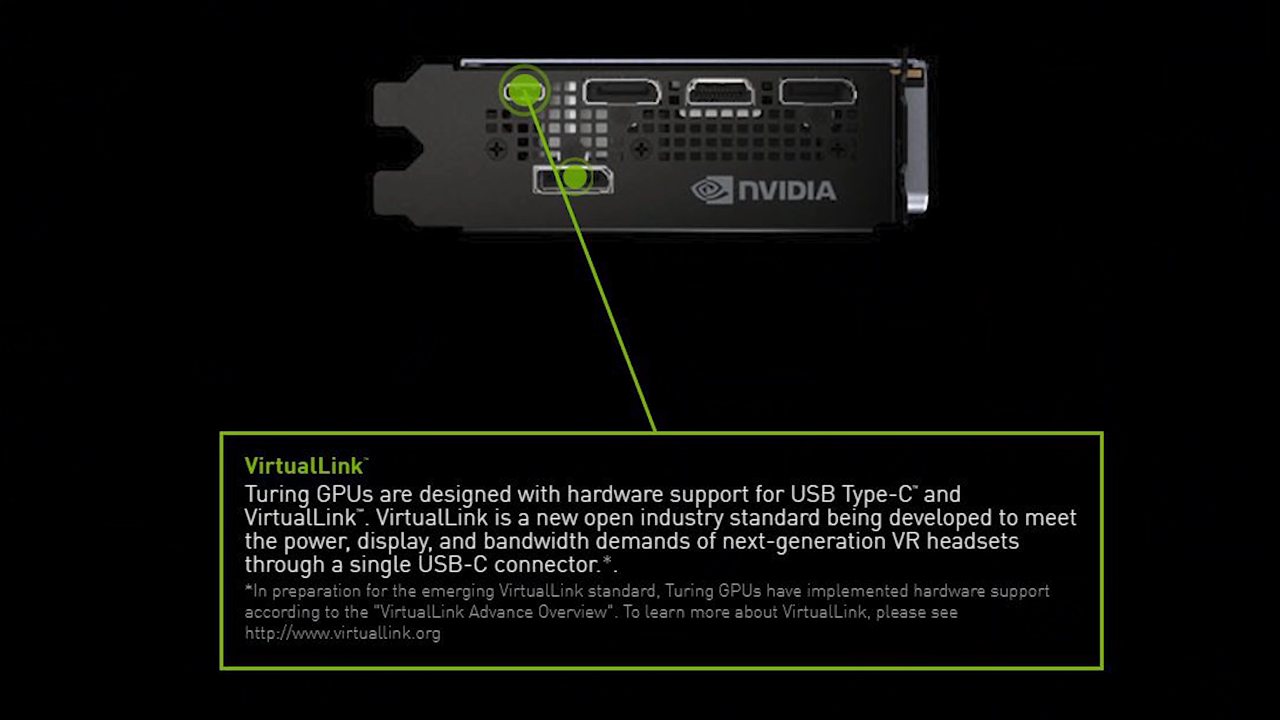 NVIDIA
VirtualLink™
Turing GPUs are designed with hardware support for USB Type-C™ and
VirtualLink™. VirtualLink is a new open industry standard being developed to meet
the power, display, and bandwidth demands of next-generation VR headsets
through a single USB-C connector.*.
*In preparation for the emerging VirtualLink standard, Turing GPUs have implemented hardware support
according to the "VirtualLink Advance Overview". To learn more about VirtualLink, please see
http://www.virtuallink.org